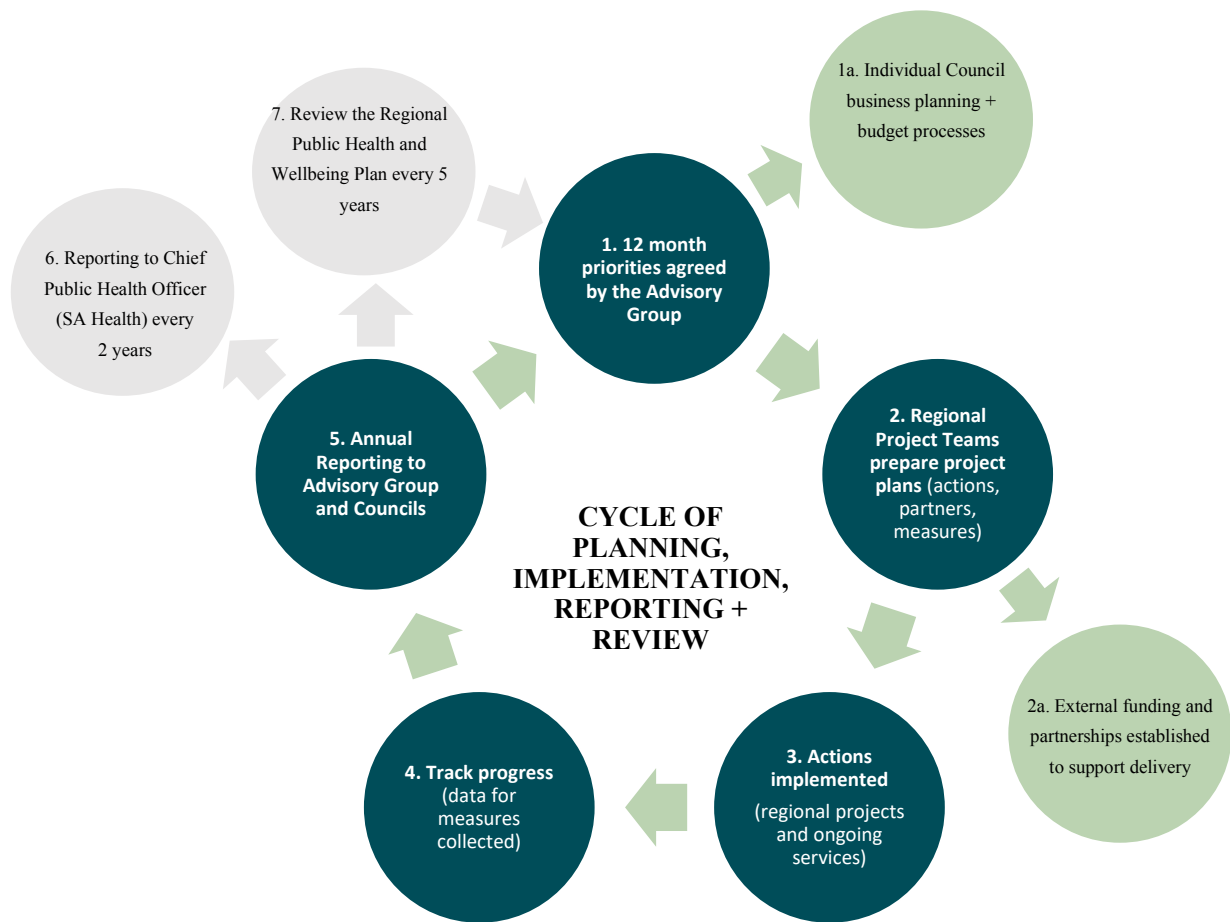 1a. Individual Council
business planning +
budget processes
7. Review the Regional
Public Health and
Wellbeing Plan every 5
years
1. 12 month
priorities agreed
by the Advisory
Group
6. Reporting to Chief
Public Health Officer
(SA Health) every
2 years
2. Regional
Project Teams
prepare project
plans (actions,
partners,
measures)
5. Annual
Reporting to
Advisory Group
and Councils
CYCLE OF
PLANNING,
IMPLEMENTATION,
REPORTING +
REVIEW
2a. External funding and
partnerships established
to support delivery
3. Actions
implemented
(regional projects
and ongoing
services)
4. Track progress
(data for
measures
collected)